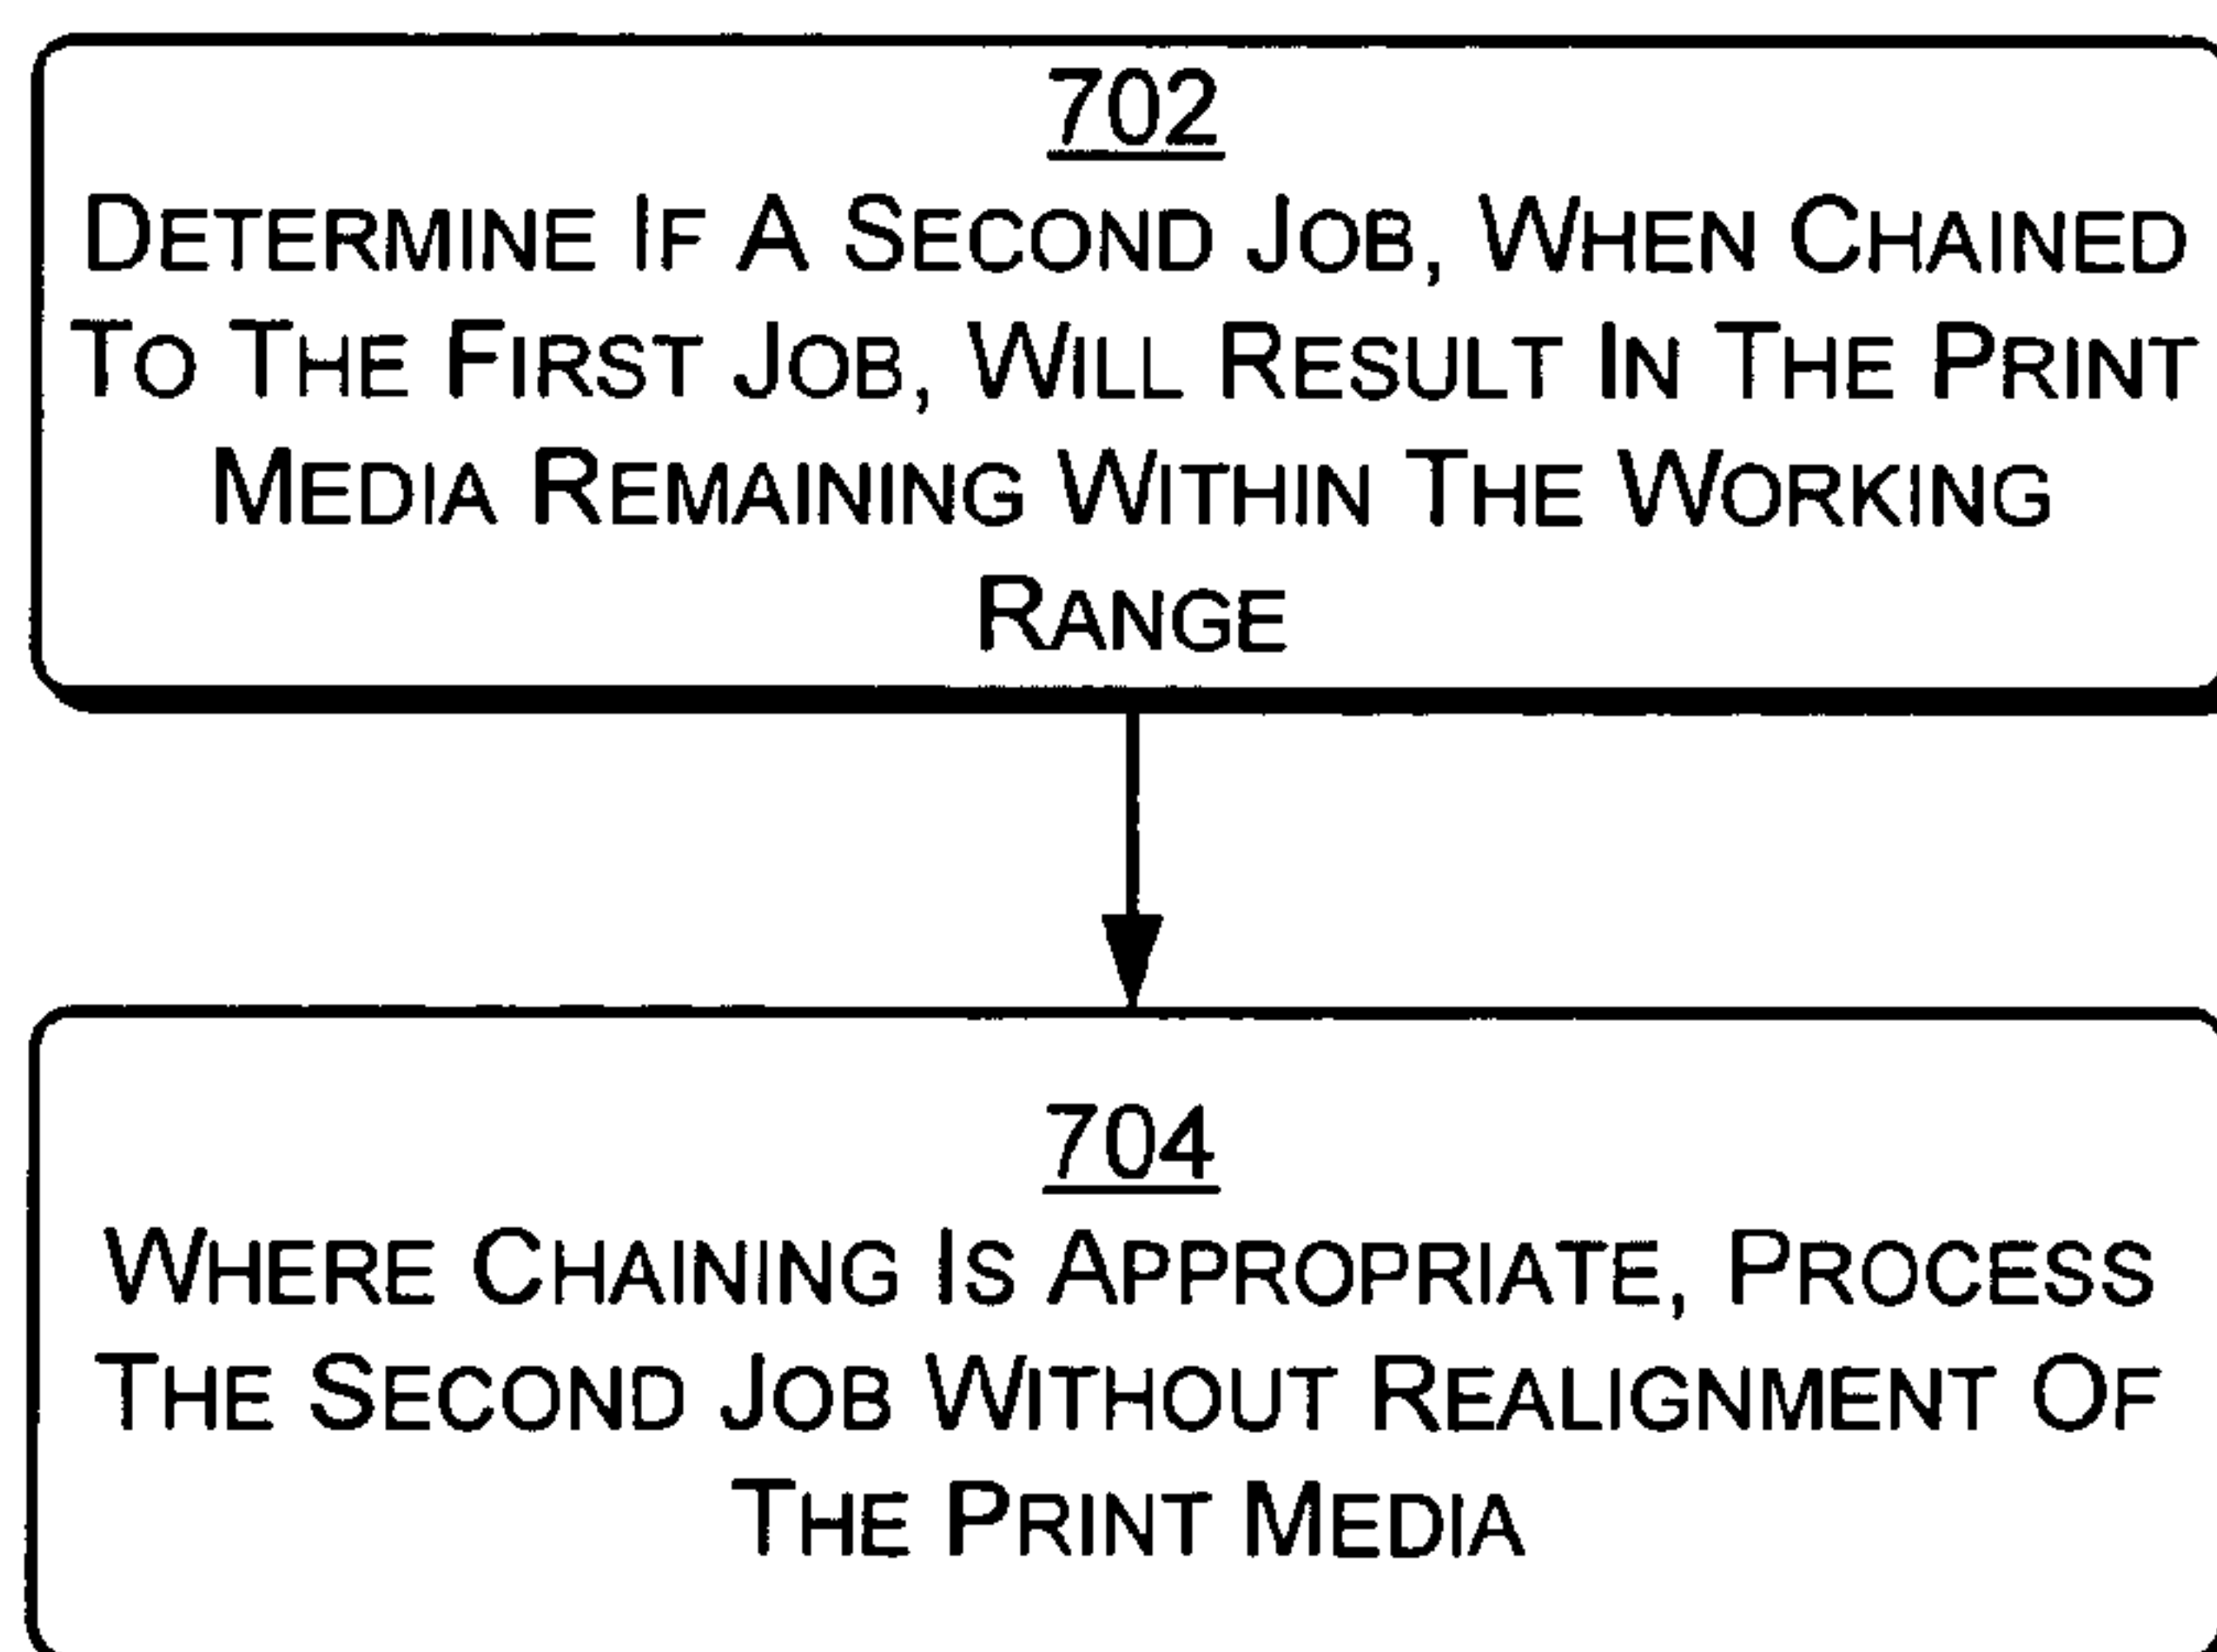 702
DETERMINE IF A SECOND JOB, WHEN CHAINED
TO THE FIRST JOB, WILL RESULT IN THE PRINT
MEDIA REMAINING WITHIN THE WORKING
RANGE
704
WHERE CHAINING IS APPROPRIATE, PROCESS
THE SECOND JOB WITHOUT REALIGNMENT OF
THE PRINT MEDIA